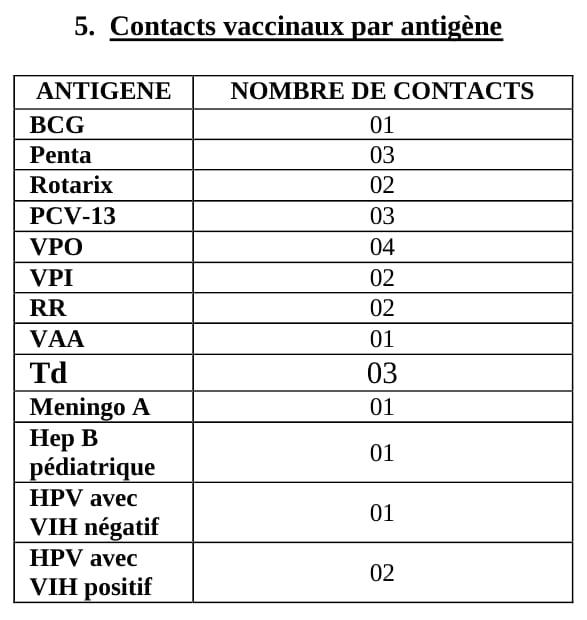 5. Contacts vaccinaux par antigène
ANTIGENE NOMBRE DE CONTACTS
BCG 01
Penta 03
Rotarix 02
PCV-13 03
VPO 04
VPI 02
RR 02
VAA 01
Td 03
Meningo A 01
Hep B
pédiatrique 01
HPV avec
VIH négatif 01
HPV avec
VIH positif 02